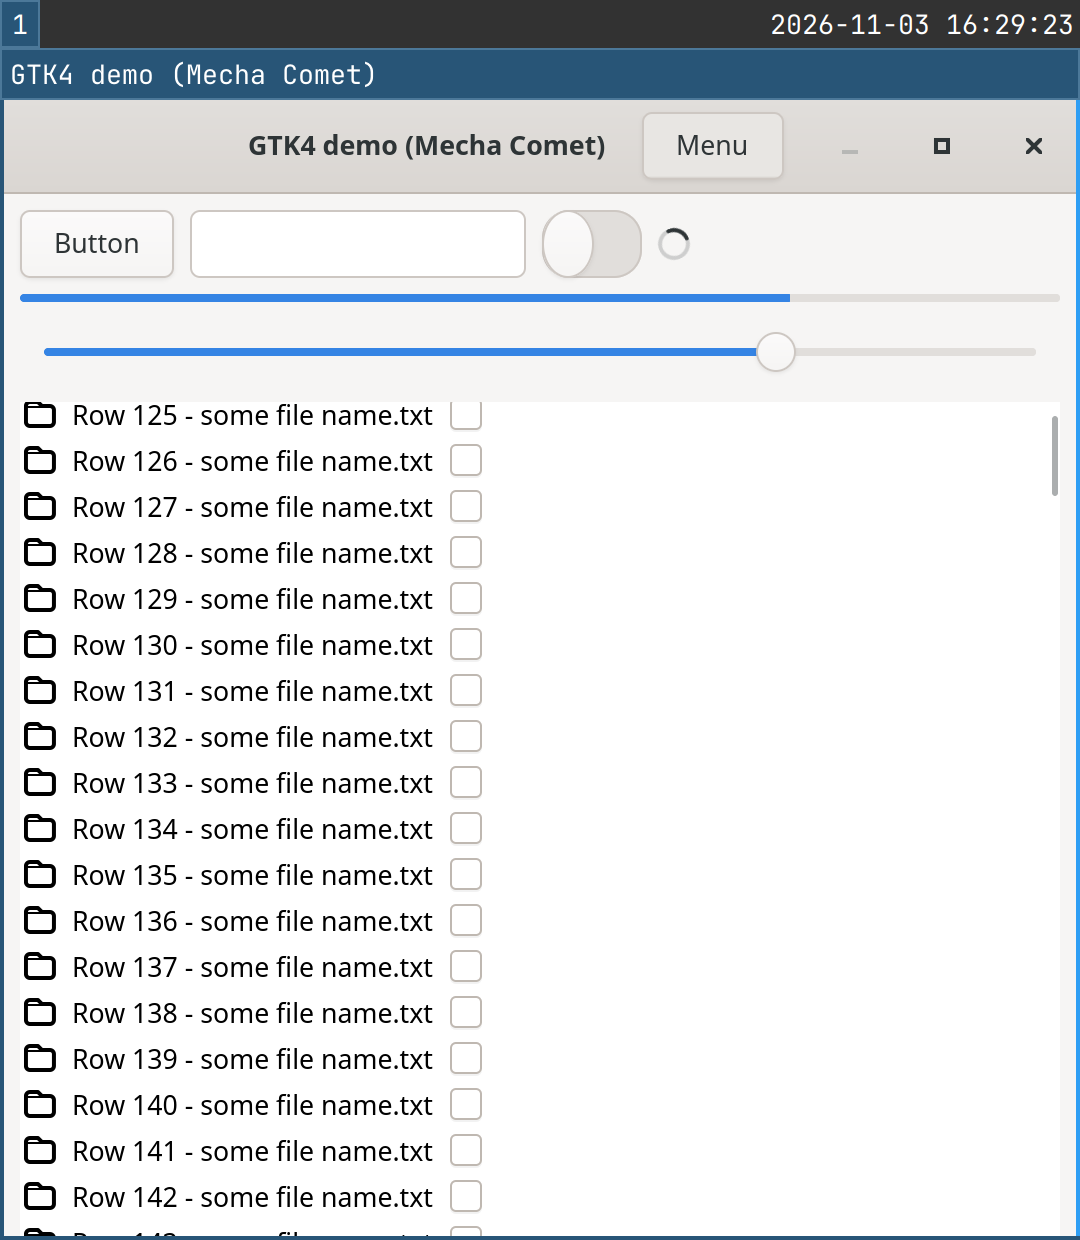 1 2026-11-03 16:29:23
GTK4 demo (Mecha Comet)
GTK4 demo (Mecha Comet) Menu
Button
Row 125 - some file name.txt
Row 126 - some file name.txt
Row 127 - some file name.txt
Row 128 - some file name.txt
Row 129 - some file name.txt
Row 130 - some file name.txt
Row 131 - some file name.txt
Row 132 - some file name.txt
Row 133 - some file name.txt
Row 134 - some file name.txt
Row 135 - some file name.txt
Row 136 - some file name.txt
Row 137 - some file name.txt
Row 138 - some file name.txt
Row 139 - some file name.txt
Row 140 - some file name.txt
Row 141 - some file name.txt
Row 142 - some file name.txt